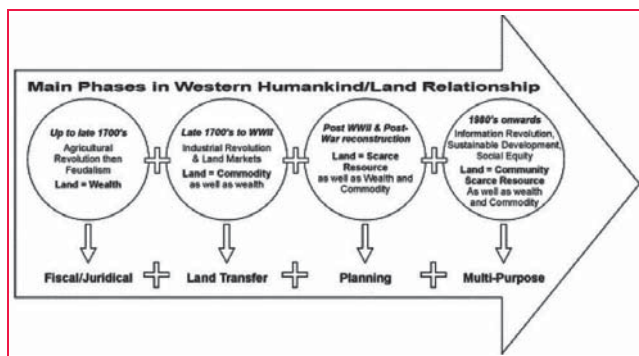 Main Phases in Western Humankind/Land Relationship
Up to late 1700's
Agricultural
Revolution then
Feudalism
Land = Wealth
Late 1700's to WWII
Industrial Revolution
& Land Markets
Land = Commodity
as well as wealth
Post WWII & Post-
War reconstruction
Land = Scarce
Resource
as well as Wealth and
Commodity
1980's onwards
Information Revolution,
Sustainable Development,
Social Equity
Land = Community
Scarce Resource
As well as wealth
and Commodity
Fiscal/Juridical
Land Transfer
Planning
Multi-Purpose